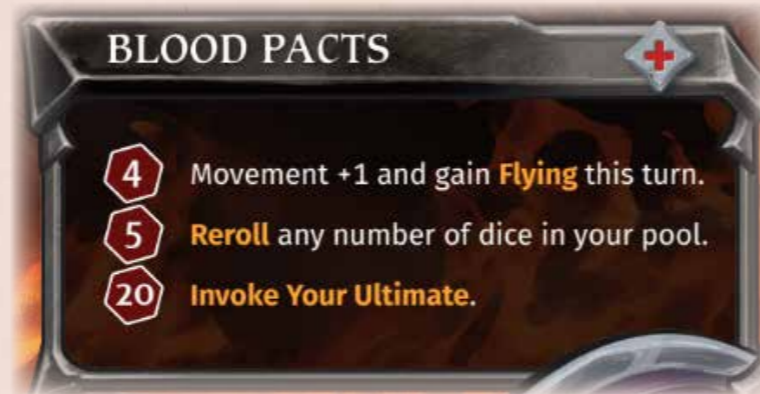 BLOOD PACTS
4 Movement +1 and gain Flying this turn.
5 Reroll any number of dice in your pool.
20 Invoke Your Ultimate.